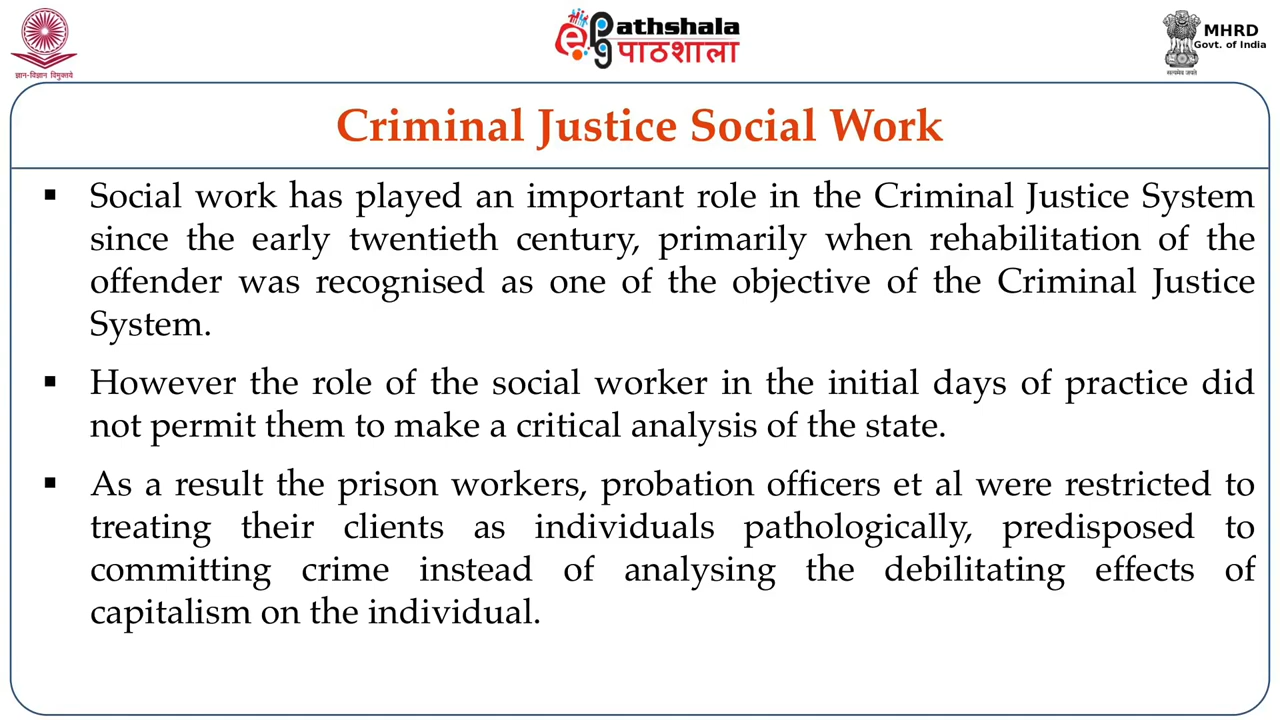 ज्ञान-विज्ञान विमुक्तये
ePG Pathshala
पाठशाला
MHRD
Govt. of India
सत्यमेव जयते
Criminal Justice Social Work
▪ Social work has played an important role in the Criminal Justice System
since the early twentieth century, primarily when rehabilitation of the
offender was recognised as one of the objective of the Criminal Justice
System.
▪ However the role of the social worker in the initial days of practice did
not permit them to make a critical analysis of the state.
▪ As a result the prison workers, probation officers et al were restricted to
treating their clients as individuals pathologically, predisposed to
committing crime instead of analysing the debilitating effects of
capitalism on the individual.